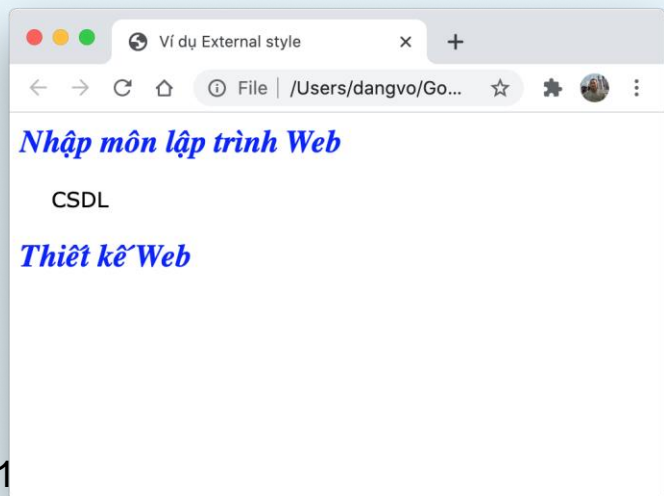 Ví dụ External style
File | /Users/dangvo/Go...
Nhập môn lập trình Web
CSDL
Thiết kế Web
1